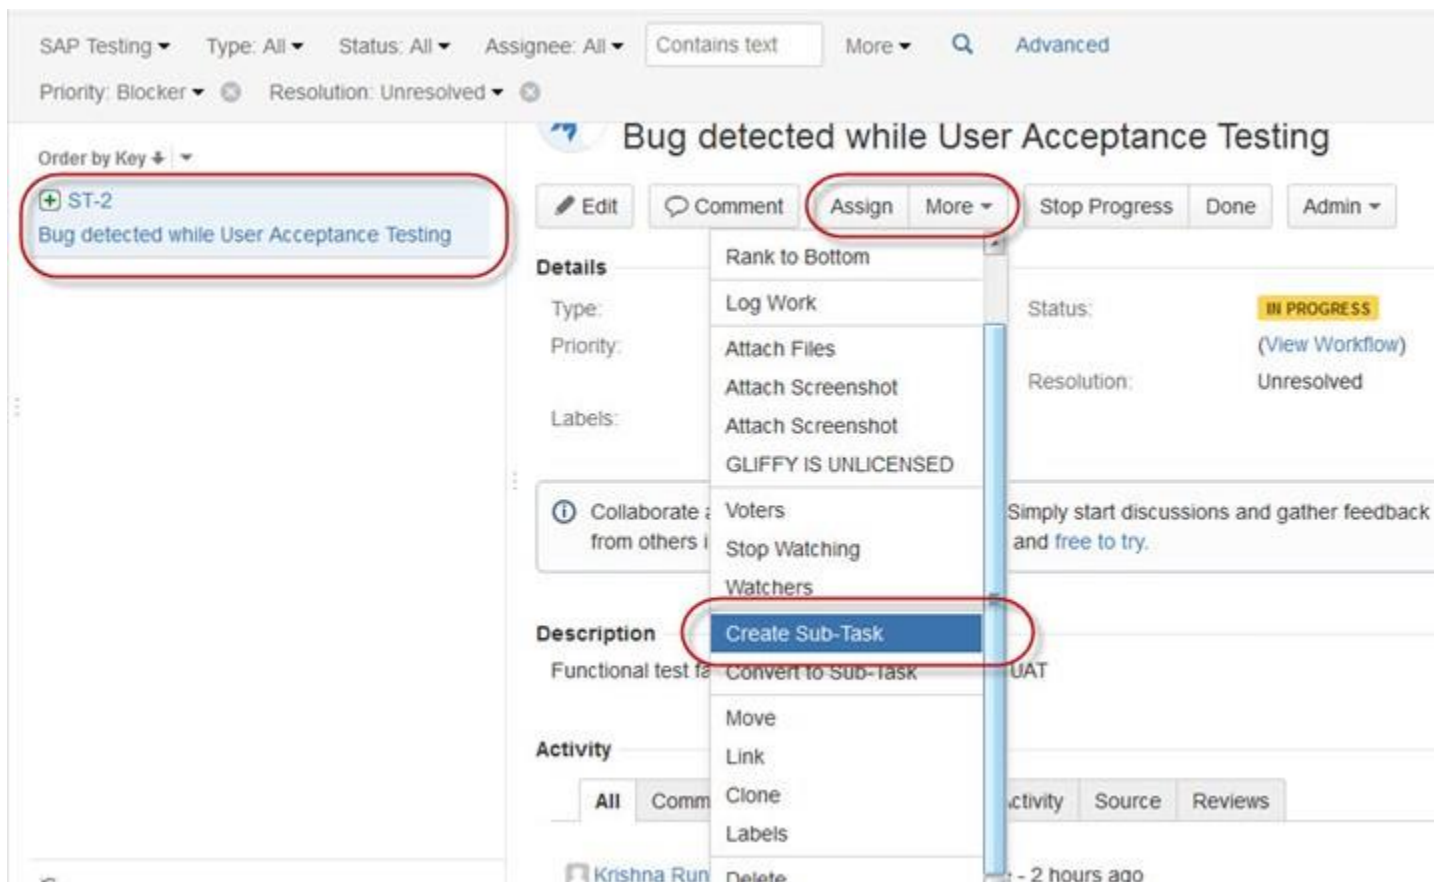 SAP Testing Type: All Status: All Assignee: All Contains text More Advanced
Priority: Blocker Resolution: Unresolved
Order by Key
ST-2
Bug detected while User Acceptance Testing
Bug detected while User Acceptance Testing
Edit Comment Assign More Stop Progress Done Admin
Rank to Bottom
Log Work
Attach Files
Attach Screenshot
Attach Screenshot
GLIFFY IS UNLICENSED
Voters
Stop Watching
Watchers
Create Sub-Task
Convert to Sub-Task
Move
Link
Clone
Labels
Delete
Details
Type: Status: IN PROGRESS
(View Workflow)
Priority: Resolution: Unresolved
Labels:
Collaborate Simply start discussions and gather feedback
from others and free to try.
Description
Functional test UAT
Activity
All Comm ctivity Source Reviews
Krishna Run - 2 hours ago